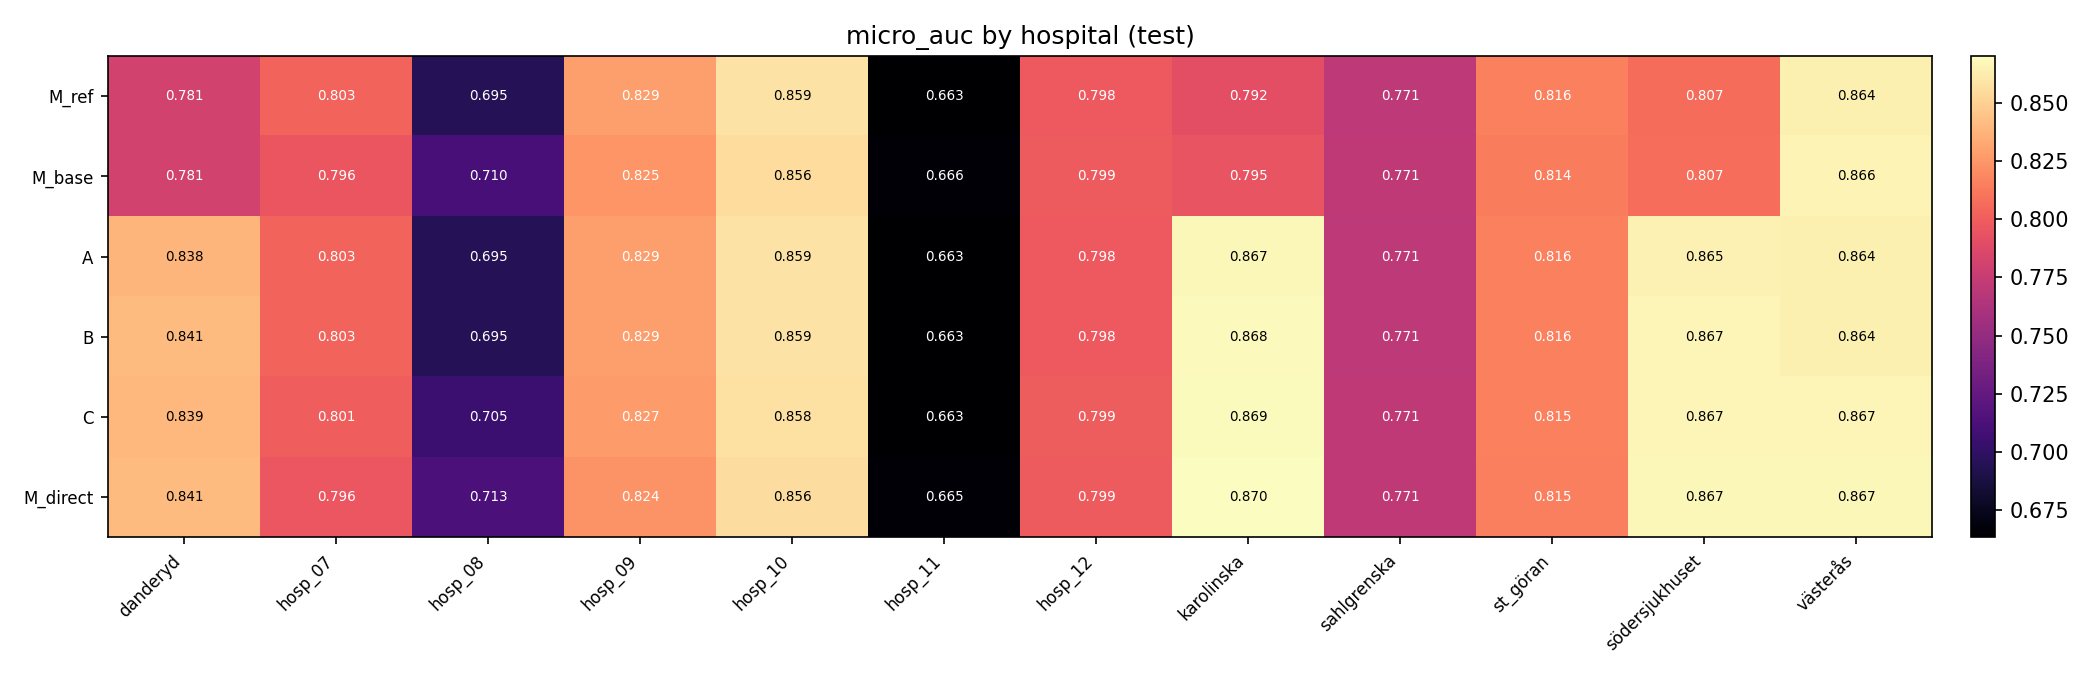 micro_auc by hospital (test)
M_ref 0.781 0.803 0.695 0.829 0.859 0.663 0.798 0.792 0.771 0.816 0.807 0.864
M_base 0.781 0.796 0.710 0.825 0.856 0.666 0.799 0.795 0.771 0.814 0.807 0.866
A 0.838 0.803 0.695 0.829 0.859 0.663 0.798 0.867 0.771 0.816 0.865 0.864
B 0.841 0.803 0.695 0.829 0.859 0.663 0.798 0.868 0.771 0.816 0.867 0.864
C 0.839 0.801 0.705 0.827 0.858 0.663 0.799 0.869 0.771 0.815 0.867 0.867
M_direct 0.841 0.796 0.713 0.824 0.856 0.665 0.799 0.870 0.771 0.815 0.867 0.867
danderyd hosp_07 hosp_08 hosp_09 hosp_10 hosp_11 hosp_12 karolinska sahlgrenska st_göran södersjukhuset västerås
0.850
0.825
0.800
0.775
0.750
0.725
0.700
0.675